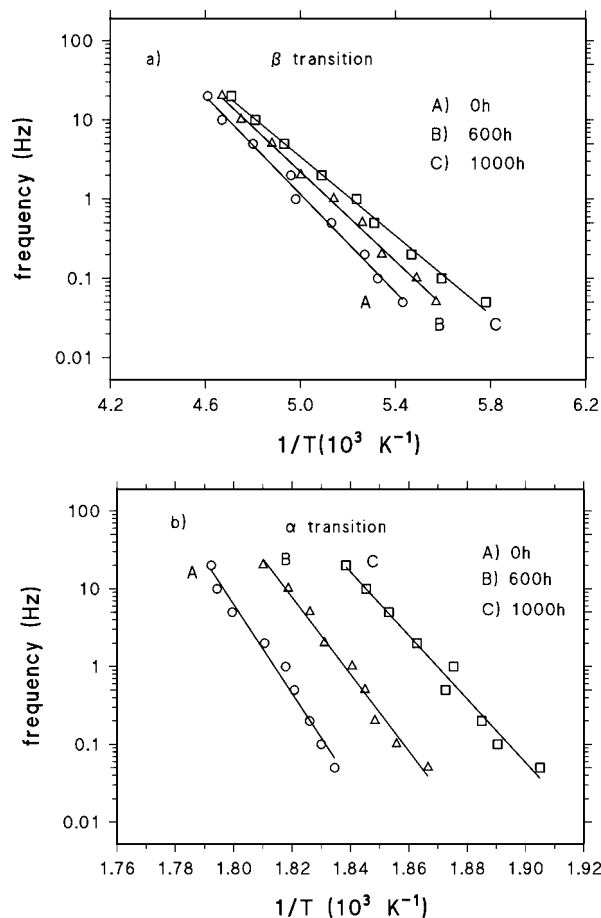 a)
β transition
A) 0h
B) 600h
C) 1000h
frequency (Hz)
100
10
1
0.1
0.01
A
B
C
4.2
4.6
5.0
5.4
5.8
6.2
1/T(10³ K⁻¹)
b)
α transition
A) 0h
B) 600h
C) 1000h
A
B
C
frequency (Hz)
100
10
1
0.1
0.01
1.76
1.80
1.82
1.84
1.86
1.88
1.90
1.92
1/T (10³ K⁻¹)